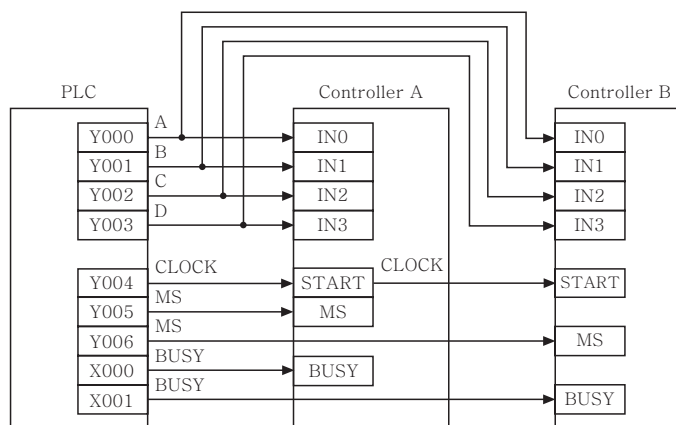 PLC Controller A Controller B
A
Y000 IN0 IN0
B
Y001 IN1 IN1
C
Y002 IN2 IN2
D
Y003 IN3 IN3
CLOCK CLOCK
Y004 START START
MS
Y005 MS
MS
Y006 MS
BUSY
X000 BUSY
BUSY
X001 BUSY